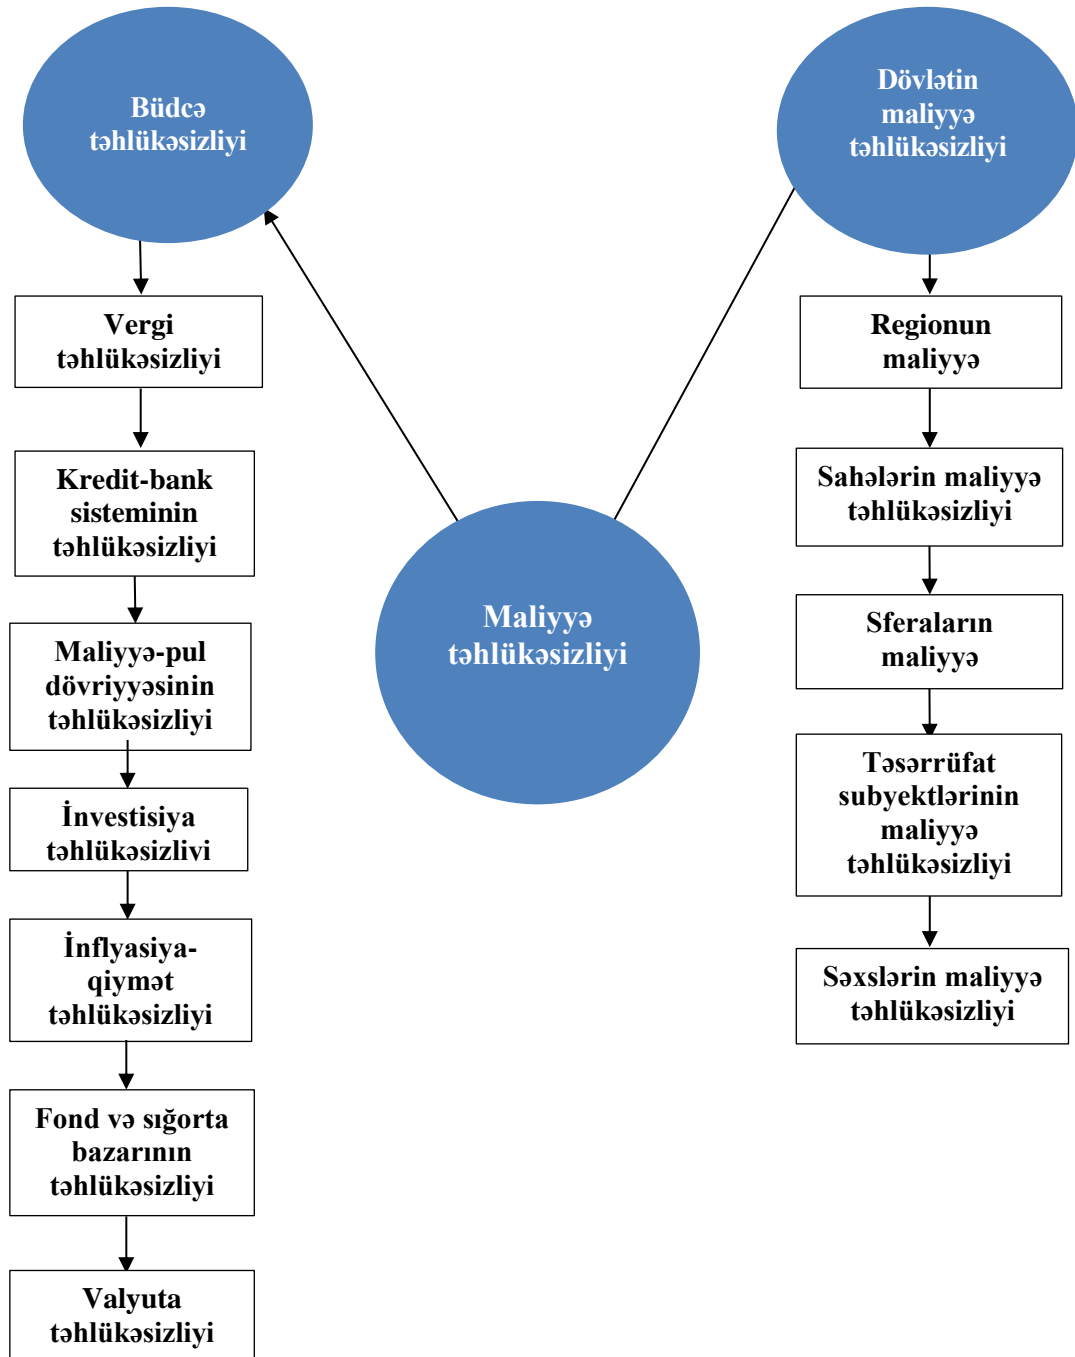 Büdcə
təhlükəsizliyi
Vergi
təhlükəsizliyi
Kredit-bank
sisteminin
təhlükəsizliyi
Maliyyə-pul
dövriyyəsinin
təhlükəsizliyi
İnvestisiya
təhlükəsizlivi
İnflyasiya-
qiymət
təhlükəsizliyi
Fond və sığorta
bazarının
təhlükəsizliyi
Valyuta
təhlükəsizliyi
Maliyyə
təhlükəsizliyi
Dövlətin
maliyyə
təhlükəsizliyi
Regionun
maliyyə
Sahələrin maliyyə
təhlükəsizliyi
Sferaların
maliyyə
Təsərrüfat
subyektlərinin
maliyyə
təhlükəsizliyi
Səxslərin maliyyə
təhlükəsizliyi